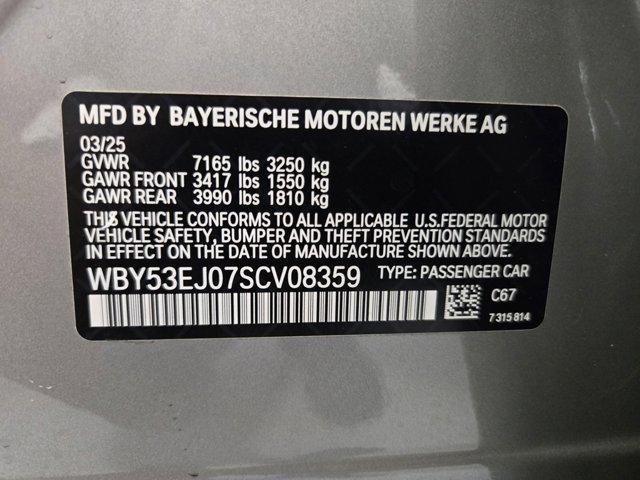 MFD BY BAYERISCHE MOTOREN WERKE AG
03/25
GVWR 7165 lbs 3250 kg
GAWR FRONT 3417 lbs 1550 kg
GAWR REAR 3990 lbs 1810 kg
THIS VEHICLE CONFORMS TO ALL APPLICABLE U.S.FEDERAL MOTOR
VEHICLE SAFETY, BUMPER AND THEFT PREVENTION STANDARDS
IN EFFECT ON THE DATE OF MANUFACTURE SHOWN ABOVE.
WBY53EJ07SCV08359 TYPE: PASSENGER CAR
C67
7 315 814